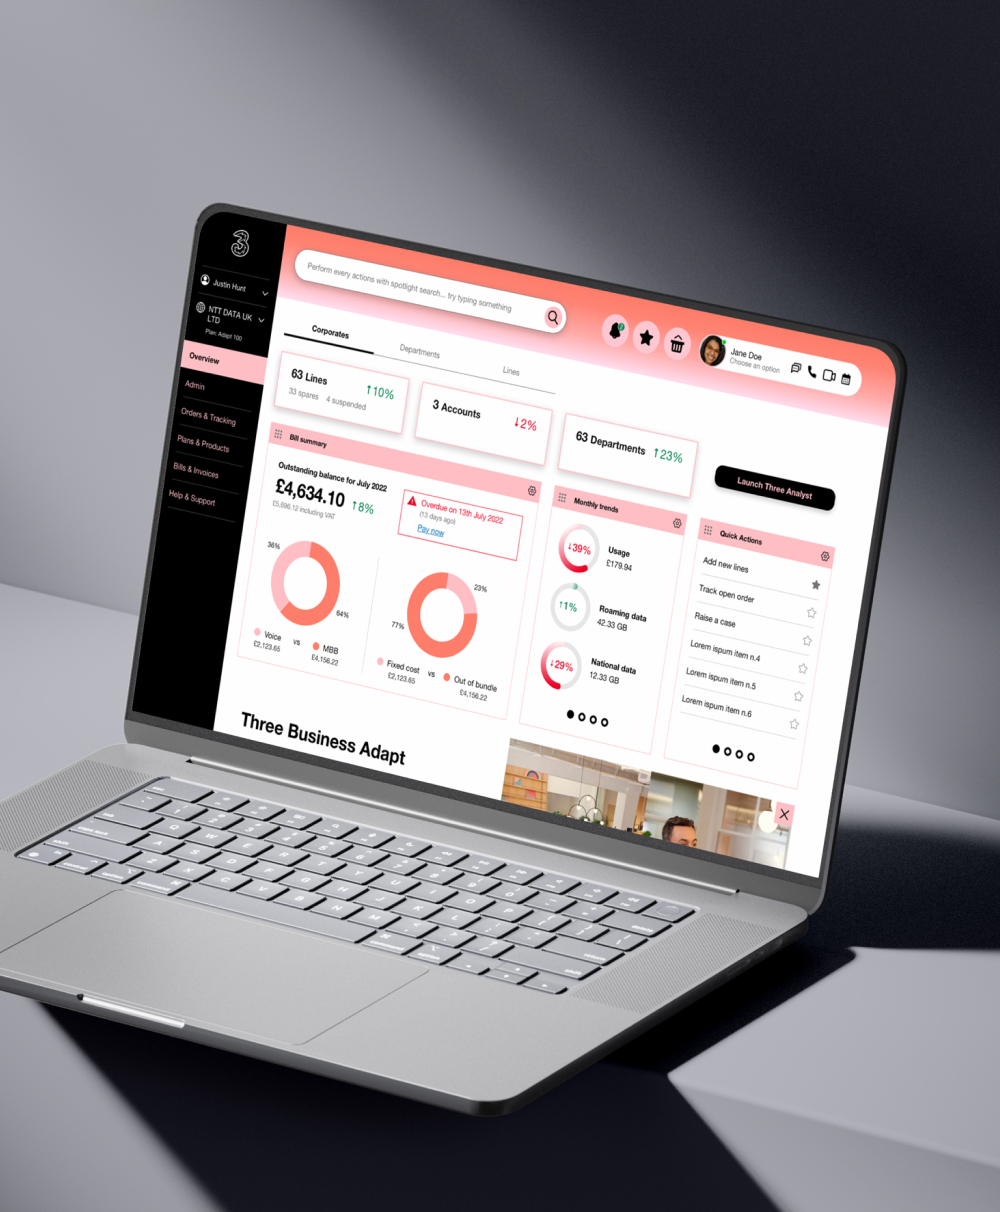 3
Justin Hunt
NTT DATA UK
LTD
Plan: Adapt 100
Overview
Admin
Orders & Tracking
Plans & Products
Bills & Invoices
Help & Support
Perform every actions with spotlight search... try typing something
2
Jane Doe
Choose an option
Corporates
Departments
Lines
63 Lines
↑10%
33 spares 4 suspended
3 Accounts
↓2%
63 Departments
↑23%
Launch Three Analyst
Bill summary
Outstanding balance for July 2022
£4,634.10 ↑8%
£5,696.12 including VAT
Overdue on 13th July 2022
(13 days ago)
Pay now
36%
64%
Voice vs MBB
£2,123.65 £4,156.22
23%
77%
Fixed cost vs Out of bundle
£2,123.65 £4,156.22
Monthly trends
↓39%
Usage
£179.94
↑1%
Roaming data
42.33 GB
↓29%
National data
12.33 GB
Quick Actions
Add new lines
Track open order
Raise a case
Lorem ispum item n.4
Lorem ispum item n.5
Lorem ispum item n.6
Three Business Adapt